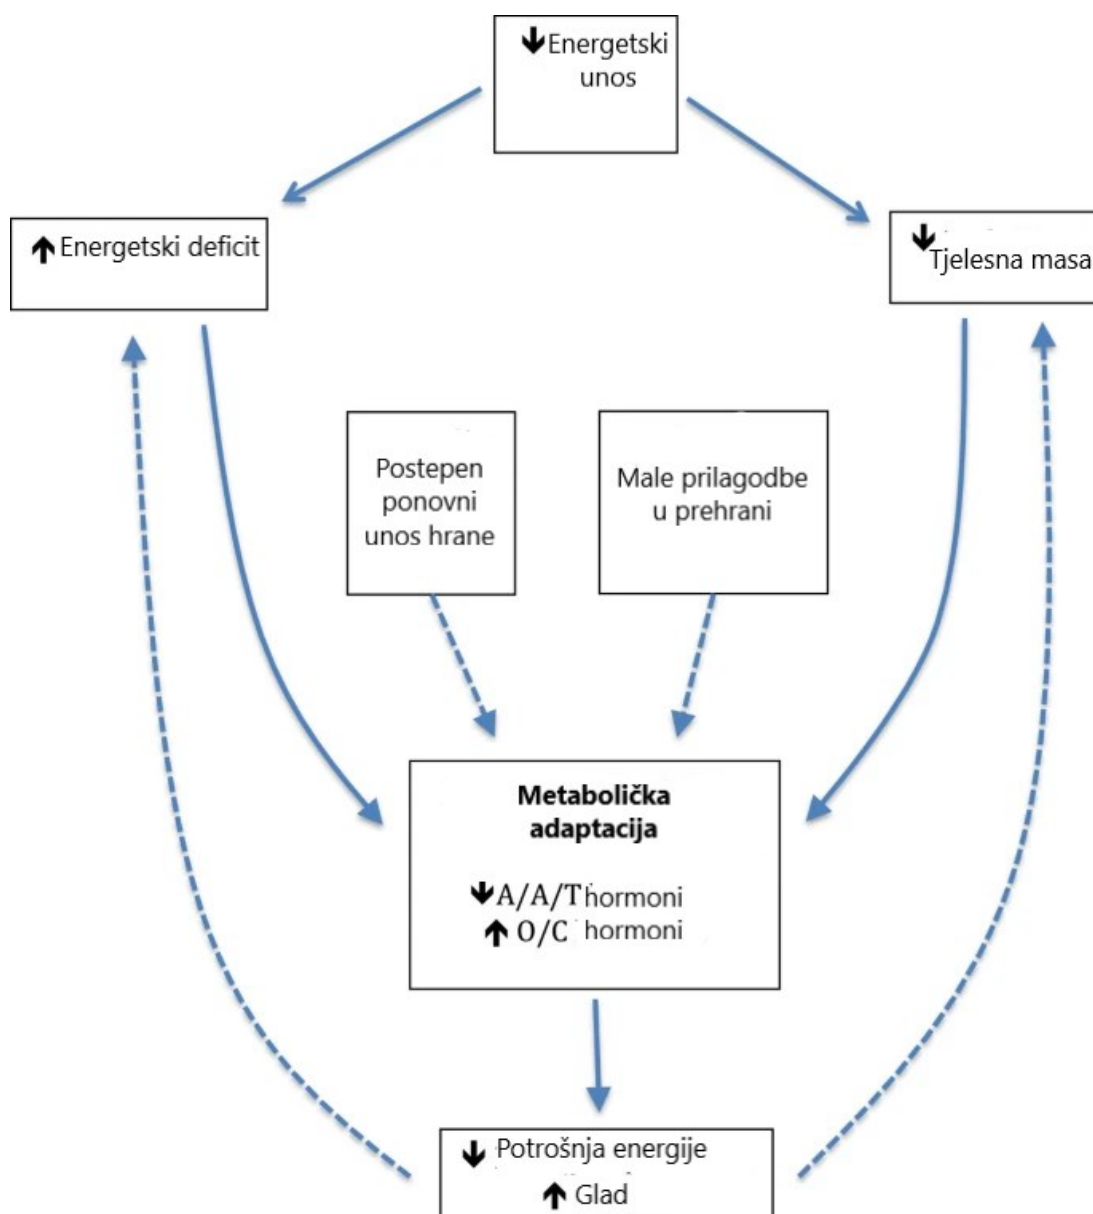 ↓ Energetski
unos
↑ Energetski deficit
↓
Tjelesna masa
Postepen
ponovni
unos hrane
Male prilagodbe
u prehrani
Metabolička
adaptacija
↓ A/A/T hormoni
↑ O/C hormoni
↓ Potrošnja energije
↑ Glad